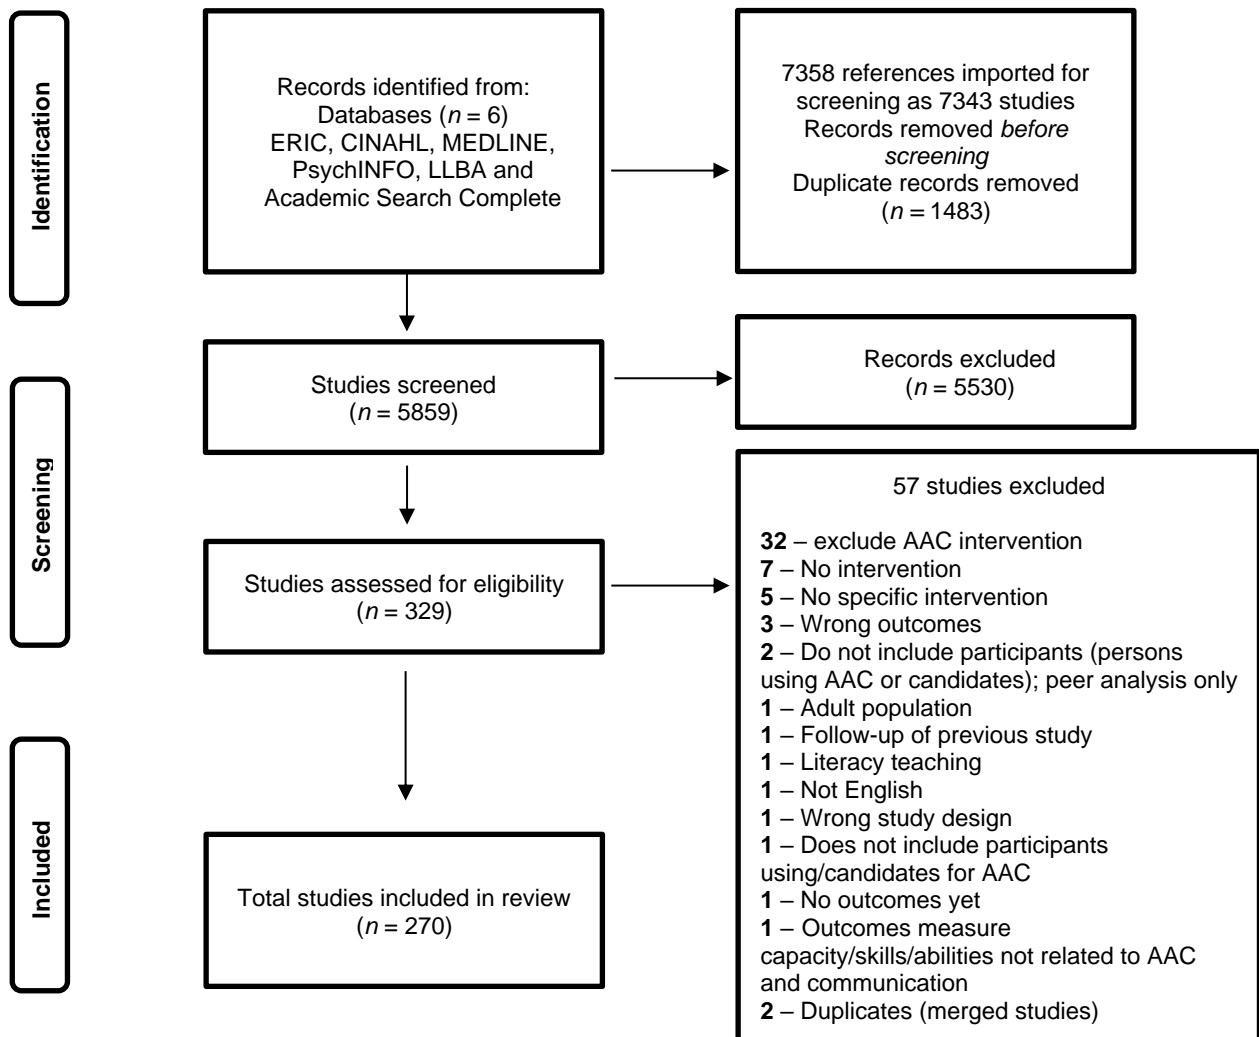 Identification
Records identified from:
Databases (n = 6)
ERIC, CINAHL, MEDLINE,
PsychINFO, LLBA and
Academic Search Complete
7358 references imported for
screening as 7343 studies
Records removed before
screening
Duplicate records removed
(n = 1483)
Screening
Studies screened
(n = 5859)
Records excluded
(n = 5530)
Studies assessed for eligibility
(n = 329)
57 studies excluded
32 – exclude AAC intervention
7 – No intervention
5 – No specific intervention
3 – Wrong outcomes
2 – Do not include participants (persons
using AAC or candidates); peer analysis only
1 – Adult population
1 – Follow-up of previous study
1 – Literacy teaching
1 – Not English
1 – Wrong study design
1 – Does not include participants
using/candidates for AAC
1 – No outcomes yet
1 – Outcomes measure
capacity/skills/abilities not related to AAC
and communication
2 – Duplicates (merged studies)
Included
Total studies included in review
(n = 270)